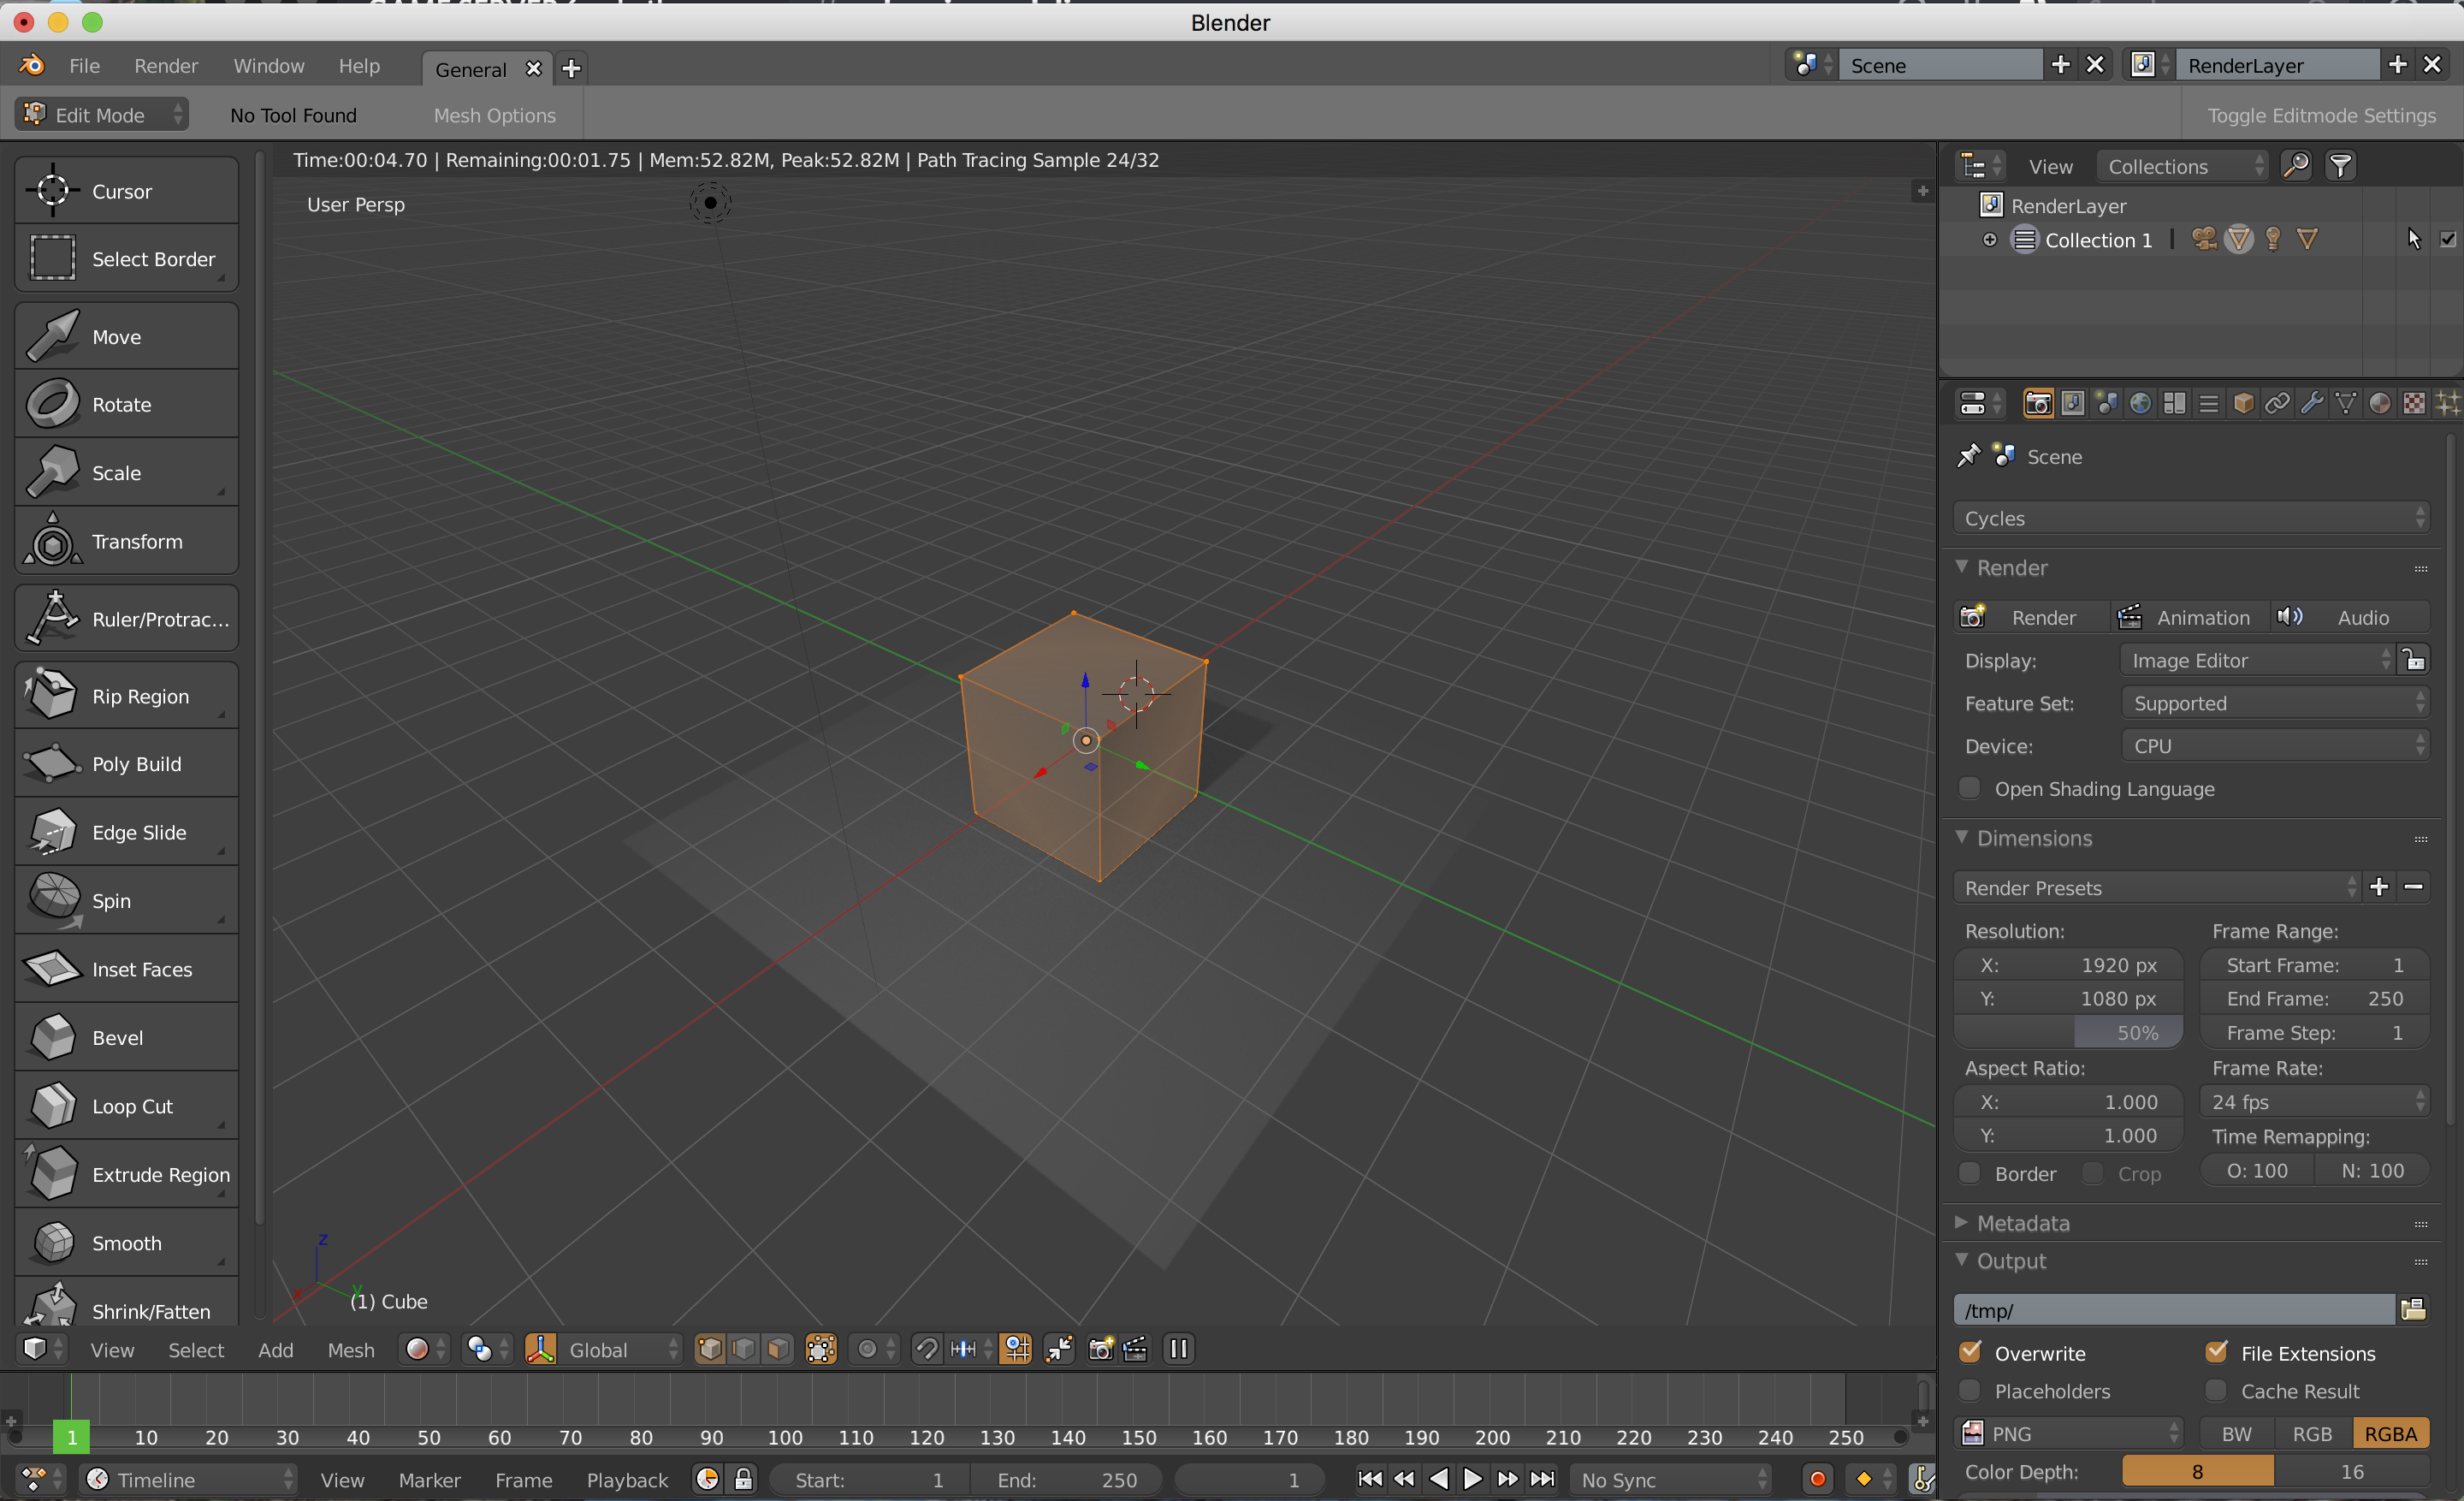 Blender
File Render Window Help General Scene RenderLayer
Edit Mode No Tool Found Mesh Options Toggle Editmode Settings
Time:00:04.70 | Remaining:00:01.75 | Mem:52.82M, Peak:52.82M | Path Tracing Sample 24/32
User Persp
Cursor
Select Border
Move
Rotate
Scale
Transform
Ruler/Protrac...
Rip Region
Poly Build
Edge Slide
Spin
Inset Faces
Bevel
Loop Cut
Extrude Region
Smooth
Shrink/Fatten
z
y
x
(1) Cube
View Select Add Mesh Global
1 10 20 30 40 50 60 70 80 90 100 110 120 130 140 150 160 170 180 190 200 210 220 230 240 250
Timeline View Marker Frame Playback Start: 1 End: 250 1 No Sync
View Collections
RenderLayer
Collection 1
Scene
Cycles
Render
Render Animation Audio
Display: Image Editor
Feature Set: Supported
Device: CPU
Open Shading Language
Dimensions
Render Presets
Resolution: Frame Range:
X: 1920 px Start Frame: 1
Y: 1080 px End Frame: 250
50% Frame Step: 1
Aspect Ratio: Frame Rate:
X: 1.000 24 fps
Y: 1.000 Time Remapping:
Border Crop O: 100 N: 100
Metadata
Output
/tmp/
Overwrite File Extensions
Placeholders Cache Result
PNG BW RGB RGBA
Color Depth: 8 16